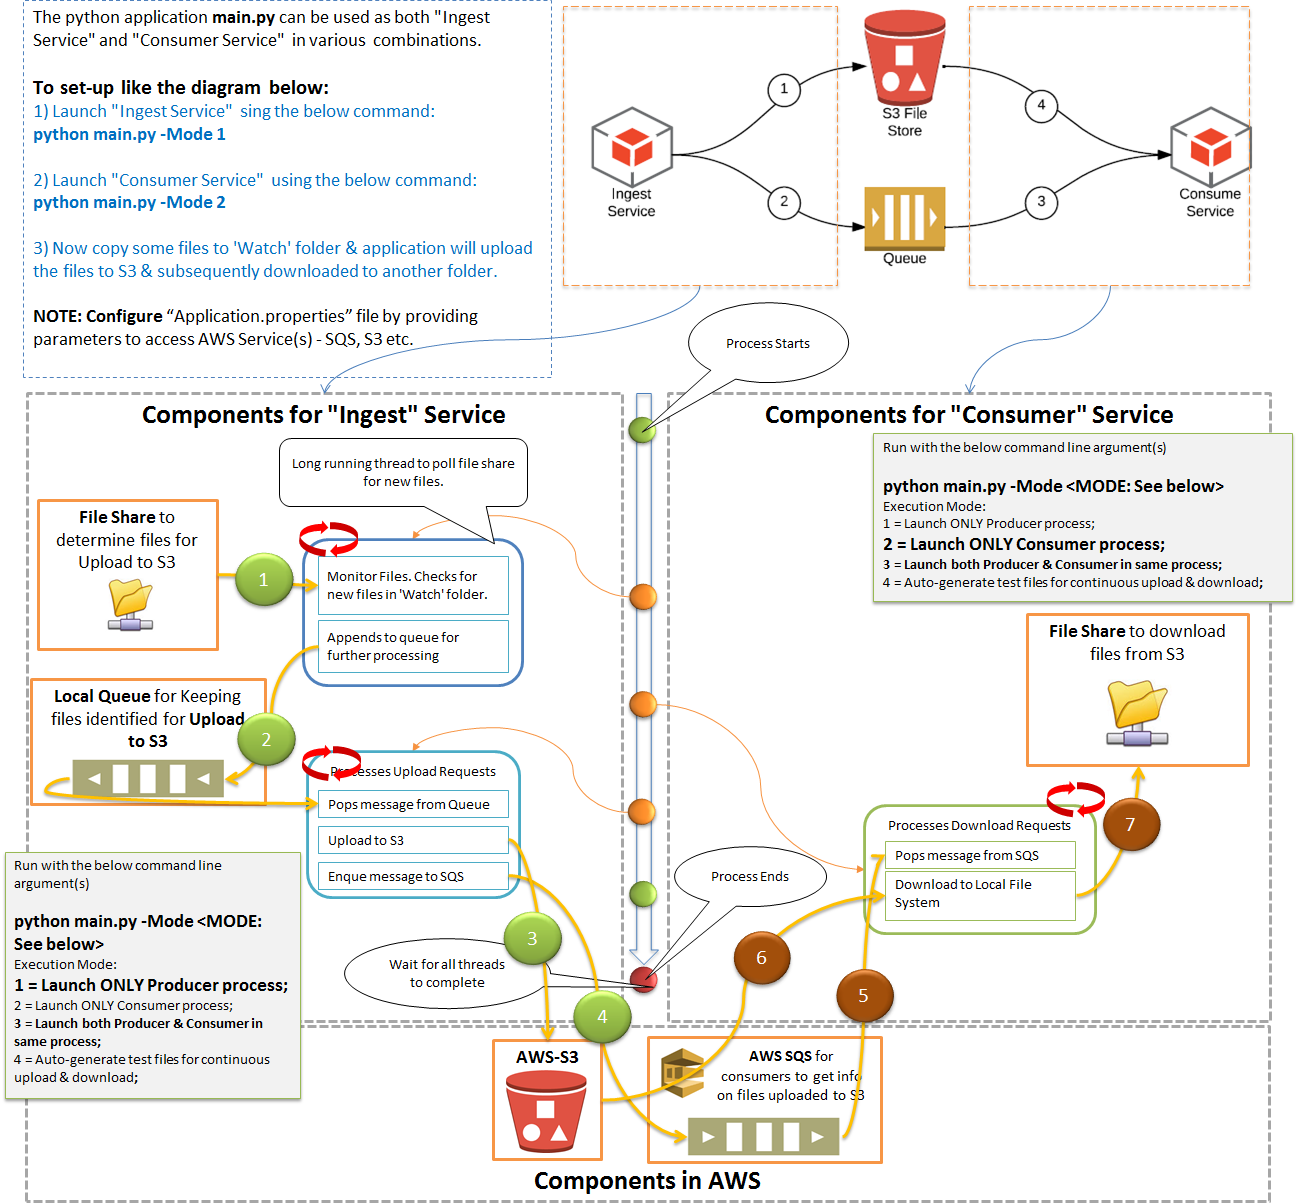 The python application main.py can be used as both "Ingest
Service" and "Consumer Service" in various combinations.
To set-up like the diagram below:
1) Launch "Ingest Service" sing the below command:
python main.py -Mode 1
2) Launch "Consumer Service" using the below command:
python main.py -Mode 2
3) Now copy some files to 'Watch' folder & application will upload
the files to S3 & subsequently downloaded to another folder.
NOTE: Configure “Application.properties” file by providing
parameters to access AWS Service(s) - SQS, S3 etc.
Ingest
Service
1
2
S3 File
Store
Queue
4
3
Consume
Service
Process Starts
Components for "Ingest" Service
Long running thread to poll file share
for new files.
File Share to
determine files for
Upload to S3
1
Monitor Files. Checks for
new files in 'Watch' folder.
Appends to queue for
further processing
Local Queue for Keeping
files identified for Upload
to S3
2
Processes Upload Requests
Pops message from Queue
Upload to S3
Enque message to SQS
Run with the below command line
argument(s)
python main.py -Mode <MODE:
See below>
Execution Mode:
1 = Launch ONLY Producer process;
2 = Launch ONLY Consumer process;
3 = Launch both Producer & Consumer in
same process;
4 = Auto-generate test files for continuous
upload & download;
3
Wait for all threads
to complete
4
Process Ends
Components for "Consumer" Service
Run with the below command line argument(s)
python main.py -Mode <MODE: See below>
Execution Mode:
1 = Launch ONLY Producer process;
2 = Launch ONLY Consumer process;
3 = Launch both Producer & Consumer in same process;
4 = Auto-generate test files for continuous upload & download;
File Share to download
files from S3
7
Processes Download Requests
Pops message from SQS
Download to Local File
System
6
5
AWS-S3
AWS SQS for
consumers to get info
on files uploaded to S3
Components in AWS